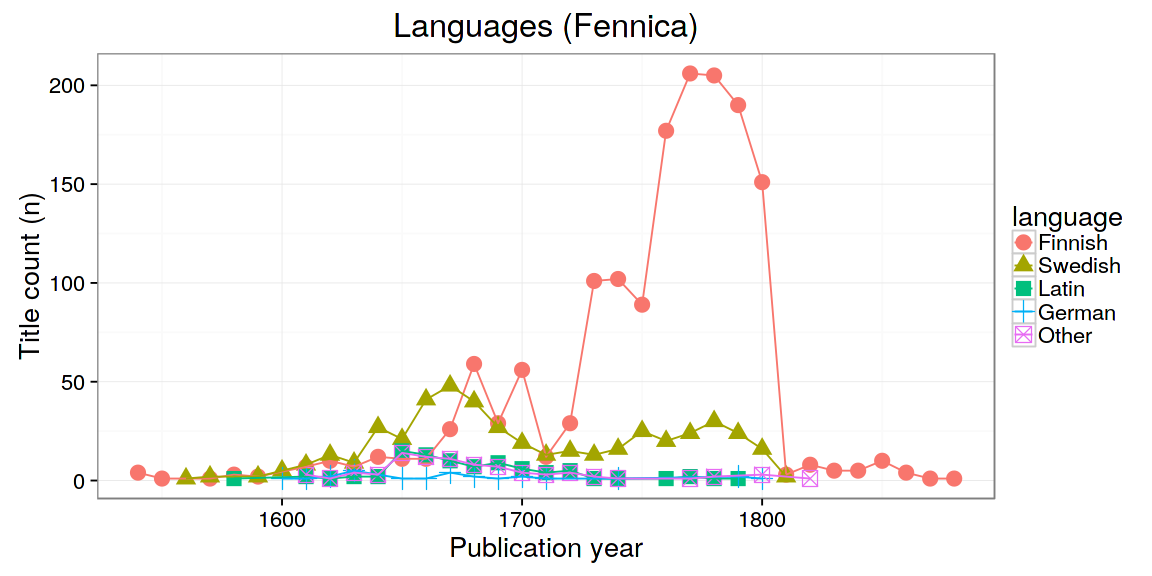 Languages (Fennica)
Title count (n)
200
150
100
50
0
1600 1700 1800
Publication year
language
Finnish
Swedish
Latin
German
Other